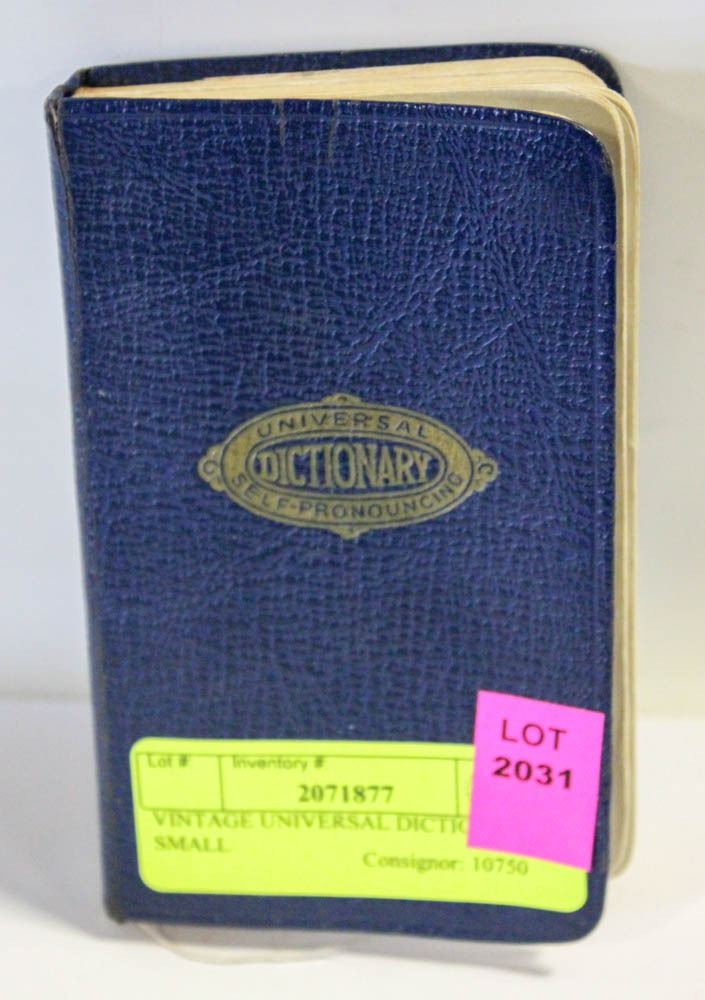 UNIVERSAL
DICTIONARY
SELF-PRONOUNCING
LOT
2031
Lot # Inventory #
2071877
VINTAGE UNIVERSAL DICTIO
SMALL
Consignor: 10750